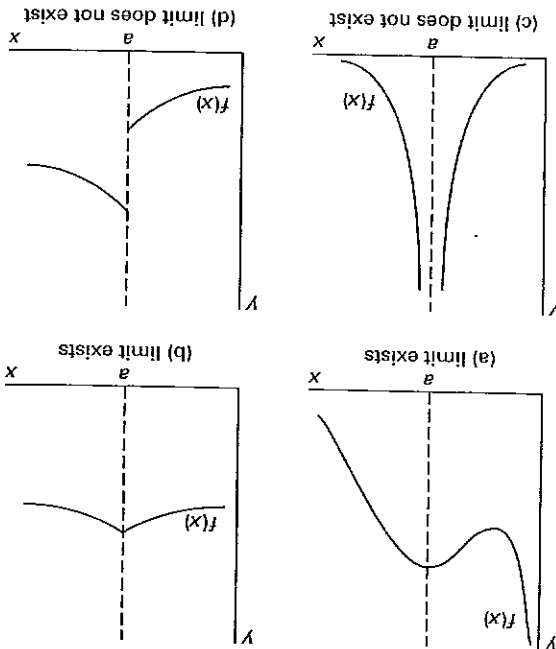 Y
f(x)
a
x
(a) limit exists
Y
f(x)
a
x
(b) limit exists
Y
f(x)
a
x
(c) limit does not exist
Y
f(x)
a
x
(d) limit does not exist